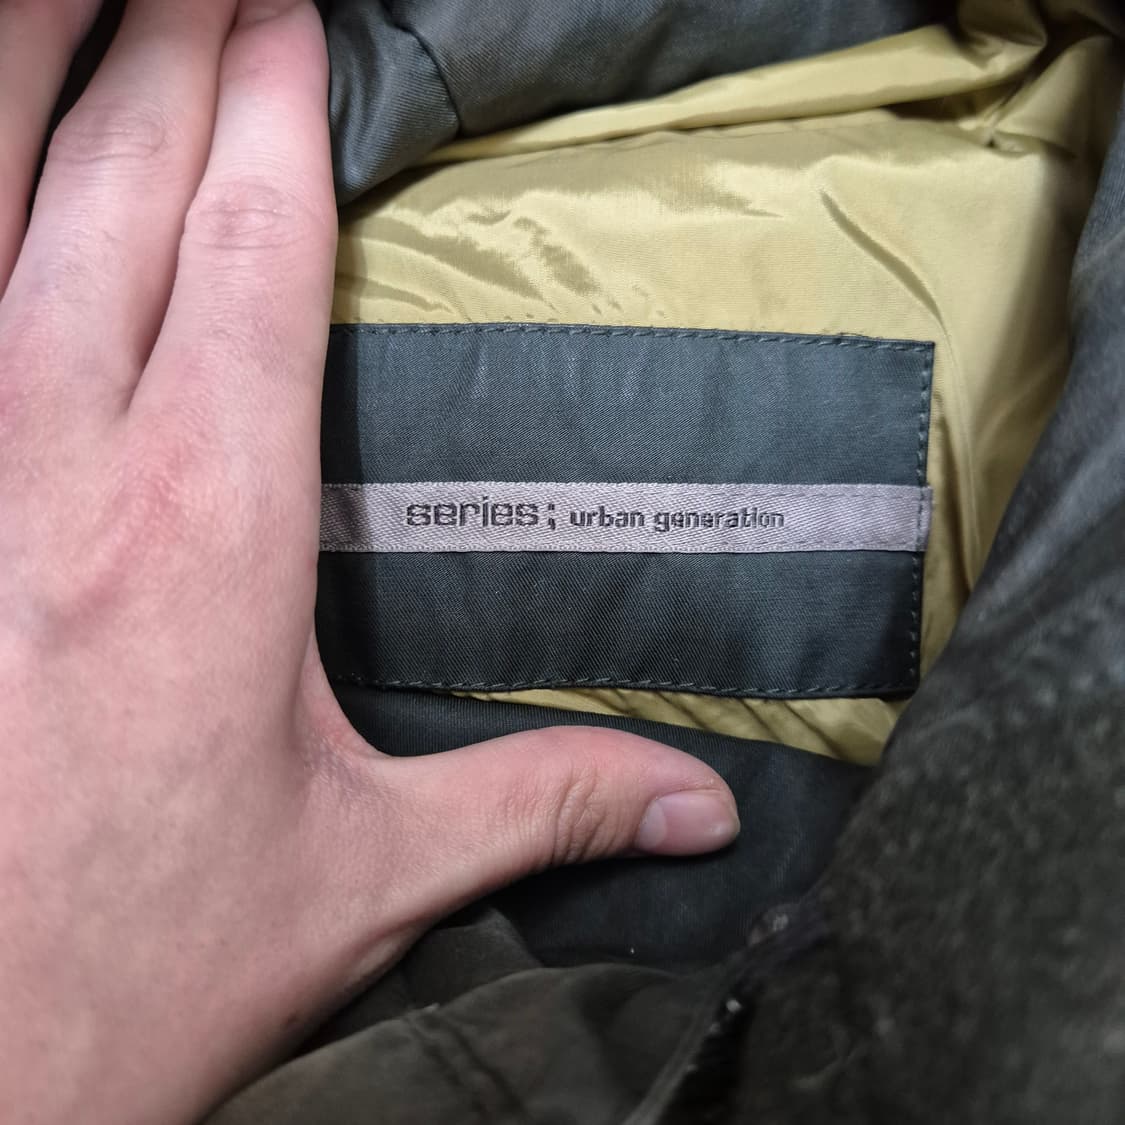 series; urban generation